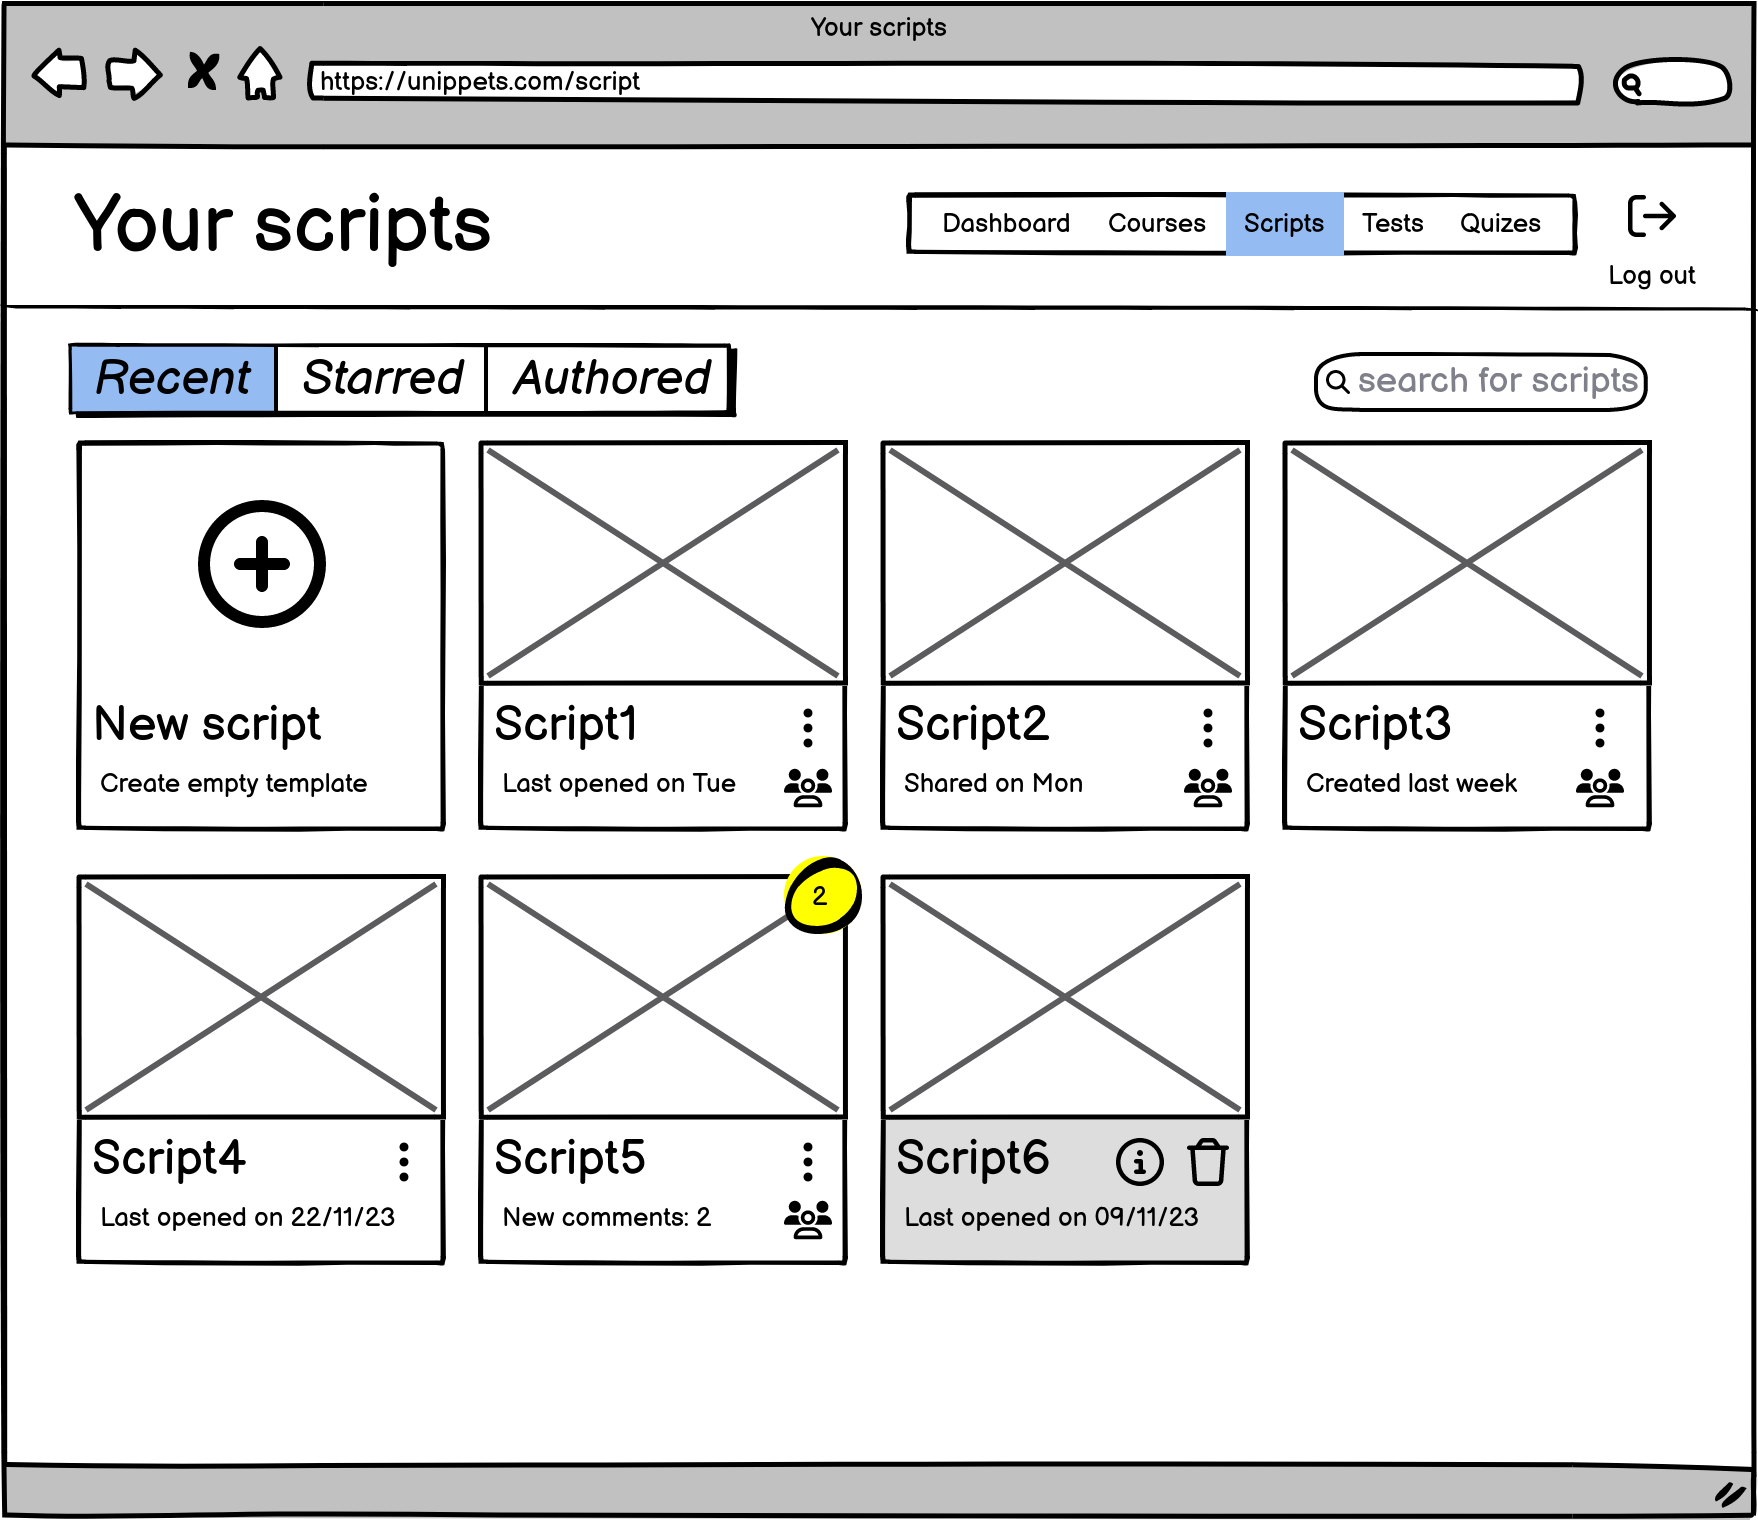 Your scripts
https://unippets.com/script
Your scripts
Dashboard Courses Scripts Tests Quizes
Log out
Recent Starred Authored
search for scripts
New script
Create empty template
Script1
Last opened on Tue
Script2
Shared on Mon
Script3
Created last week
Script4
Last opened on 22/11/23
2
Script5
New comments: 2
Script6
Last opened on 09/11/23